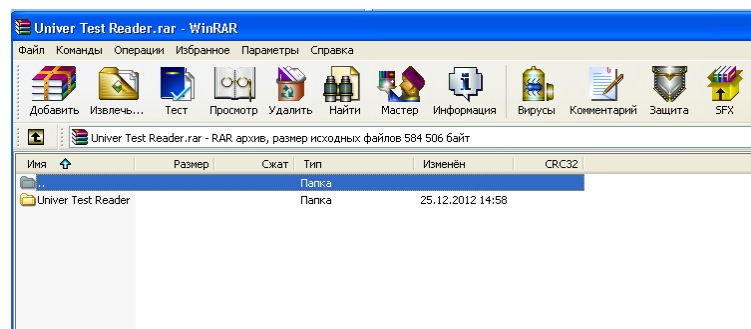 Univer Test Reader.rar - WinRAR
Файл Команды Операции Избранное Параметры Справка
Добавить Извлечь... Тест Просмотр Удалить Найти Мастер Информация Вирусы Комментарий Защита SFX
Univer Test Reader.rar - RAR архив, размер исходных файлов 584 506 байт
Имя Размер Сжат Тип Изменён CRC32
.. Папка
Univer Test Reader Папка 25.12.2012 14:58